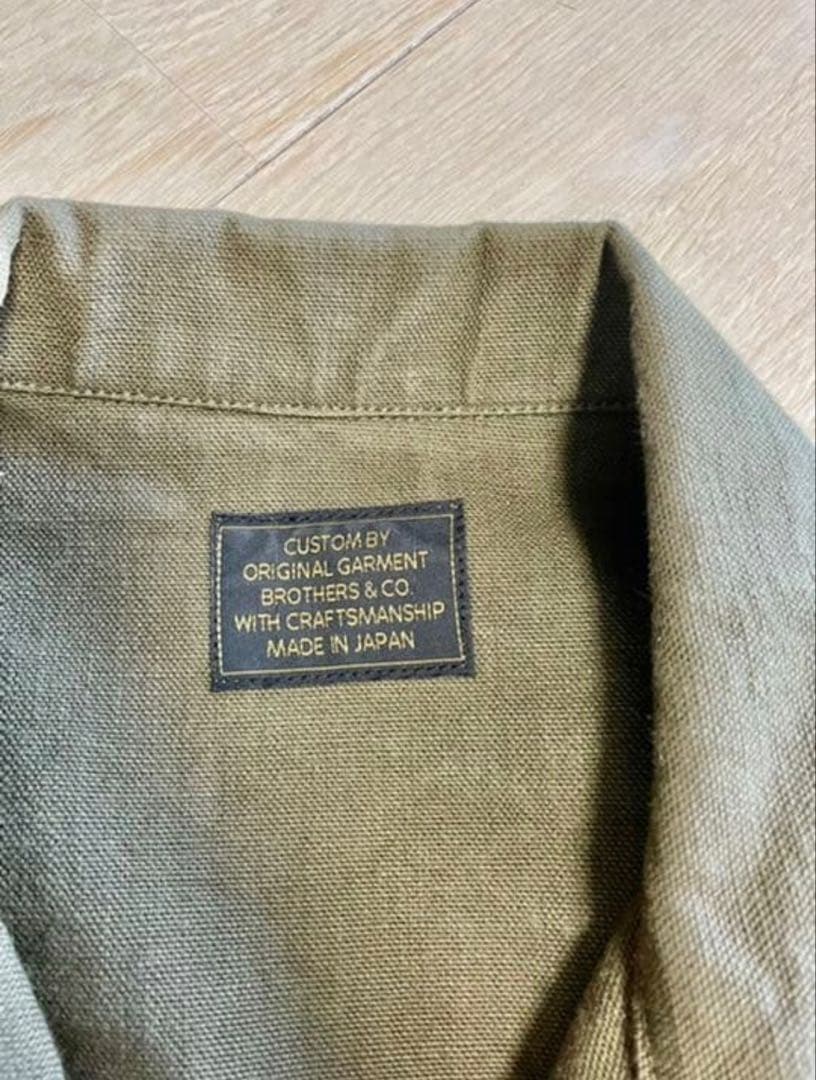 CUSTOM BY
ORIGINAL GARMENT
BROTHERS & CO.
WITH CRAFTSMANSHIP
MADE IN JAPAN